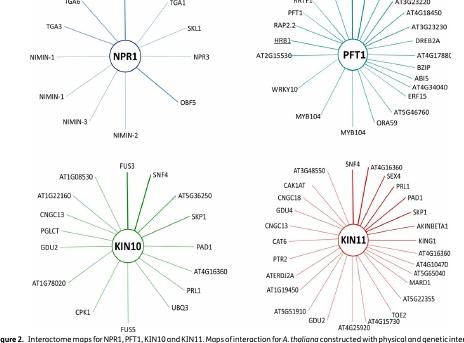 TGA6
TGA1
TGA3
SKL1
NIMIN-1
NPR1
NPR3
NIMIN-1
OBF5
NIMIN-3
NIMIN-2
AT3G23220
PFT1
AT4G18450
RAP2.2
AT3G23230
HRB1
DREB2A
AT2G15530
PFT1
AT4G17880
BZIP
ABI5
WRKY10
AT4G34040
ERF15
MYB104
AT5G46760
ORA59
MYB104
FUS3
SNF4
AT1G08530
AT1G22160
AT5G36250
CNGC13
SKP1
PGLCT
GDU2
KIN10
PAD1
AT4G16360
AT1G78020
PRL1
CPK1
UBQ3
FUS5
SNF4
AT4G16360
AT3G48550
SEX4
CAK1AT
PRL1
CNGC18
PAD1
GDU4
SKP1
CNGC13
AKINBETA1
CAT6
KIN11
KING1
PTR2
AT4G16360
AT4G10470
ATERDI2A
AT5G65040
MARD1
AT1G19450
AT5G22355
AT5G51910
TOE2
GDU2
AT4G15730
AT4G25920
gure 2. Interactome maps for NPR1, PFT1, KIN10 and KIN11. Maps of interaction for A. thaliana constructed with physical and genetic inter